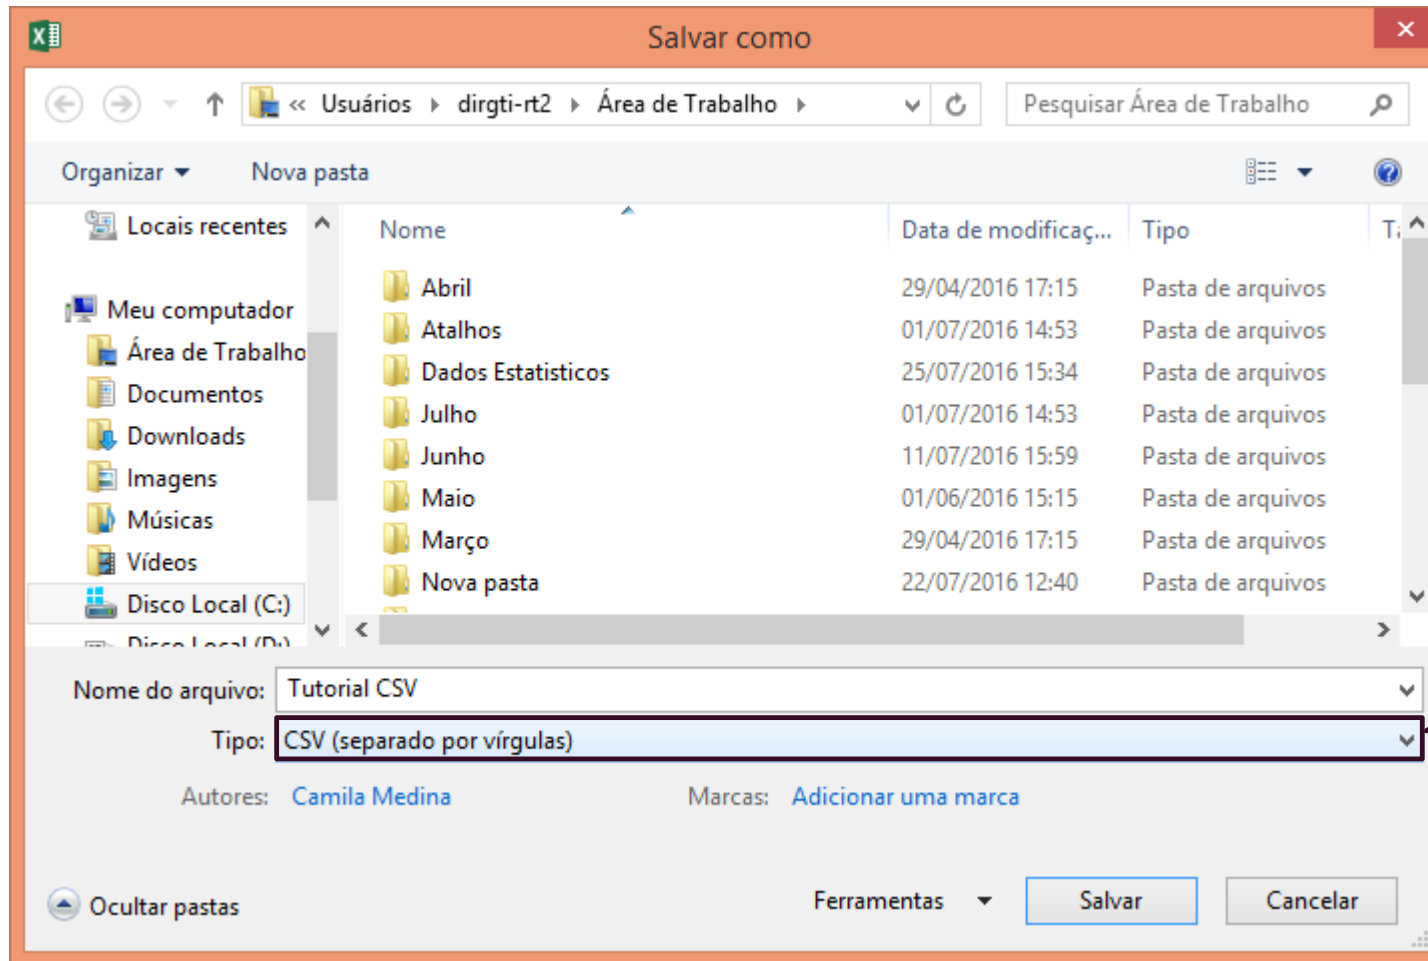 Salvar como
« Usuários Dirgti-rt2 Área de Trabalho
Pesquisar Área de Trabalho
Organizar
Nova pasta
Locais recentes
Meu computador
Área de Trabalho
Documentos
Downloads
Imagens
Músicas
Vídeos
Disco Local (C:)
Disco Local (D:)
Nome Data de modificaç... Tipo
Abril 29/04/2016 17:15 Pasta de arquivos
Atalhos 01/07/2016 14:53 Pasta de arquivos
Dados Estatisticos 25/07/2016 15:34 Pasta de arquivos
Julho 01/07/2016 14:53 Pasta de arquivos
Junho 11/07/2016 15:59 Pasta de arquivos
Maio 01/06/2016 15:15 Pasta de arquivos
Março 29/04/2016 17:15 Pasta de arquivos
Nova pasta 22/07/2016 12:40 Pasta de arquivos
Nome do arquivo: Tutorial CSV
Tipo: CSV (separado por vírgulas)
Autores: Camila Medina Marcas: Adicionar uma marca
Ocultar pastas
Ferramentas
Salvar
Cancelar